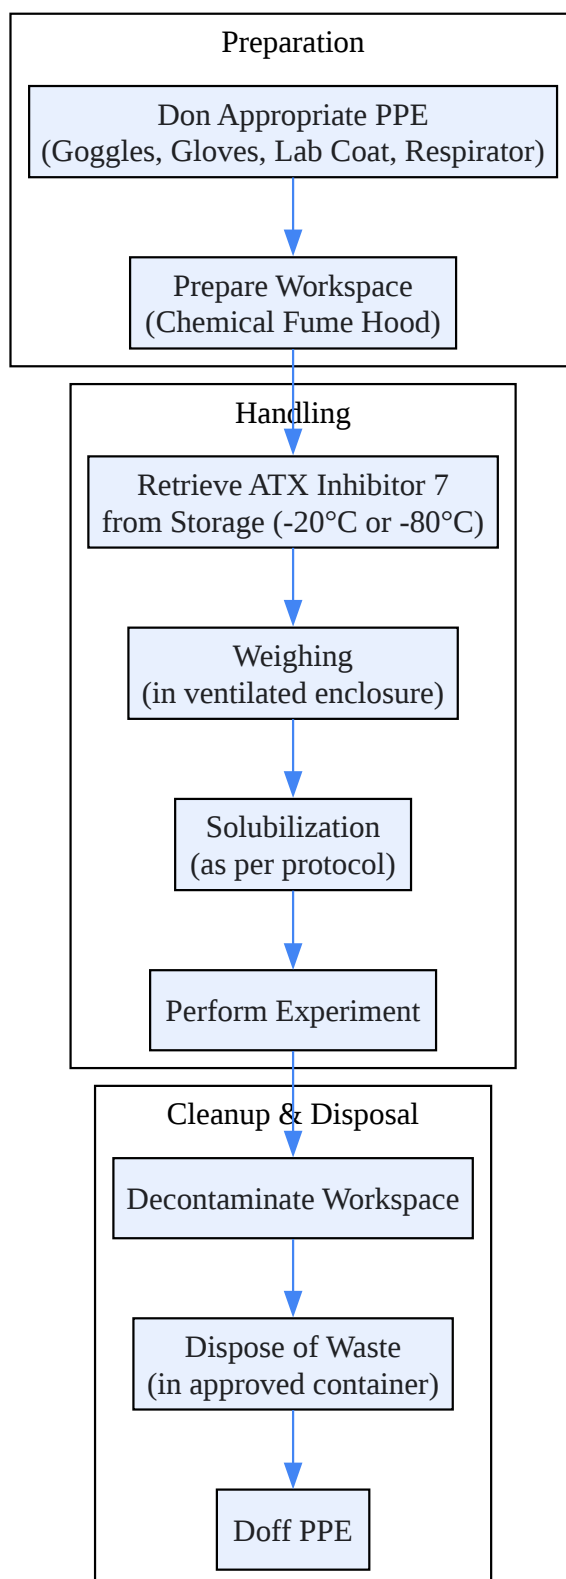 Preparation
Don Appropriate PPE
(Goggles, Gloves, Lab Coat, Respirator)
Prepare Workspace
(Chemical Fume Hood)
Handling
Retrieve ATX Inhibitor 7
from Storage (-20°C or -80°C)
Weighing
(in ventilated enclosure)
Solubilization
(as per protocol)
Perform Experiment
Cleanup & Disposal
Decontaminate Workspace
Dispose of Waste
(in approved container)
Doff PPE